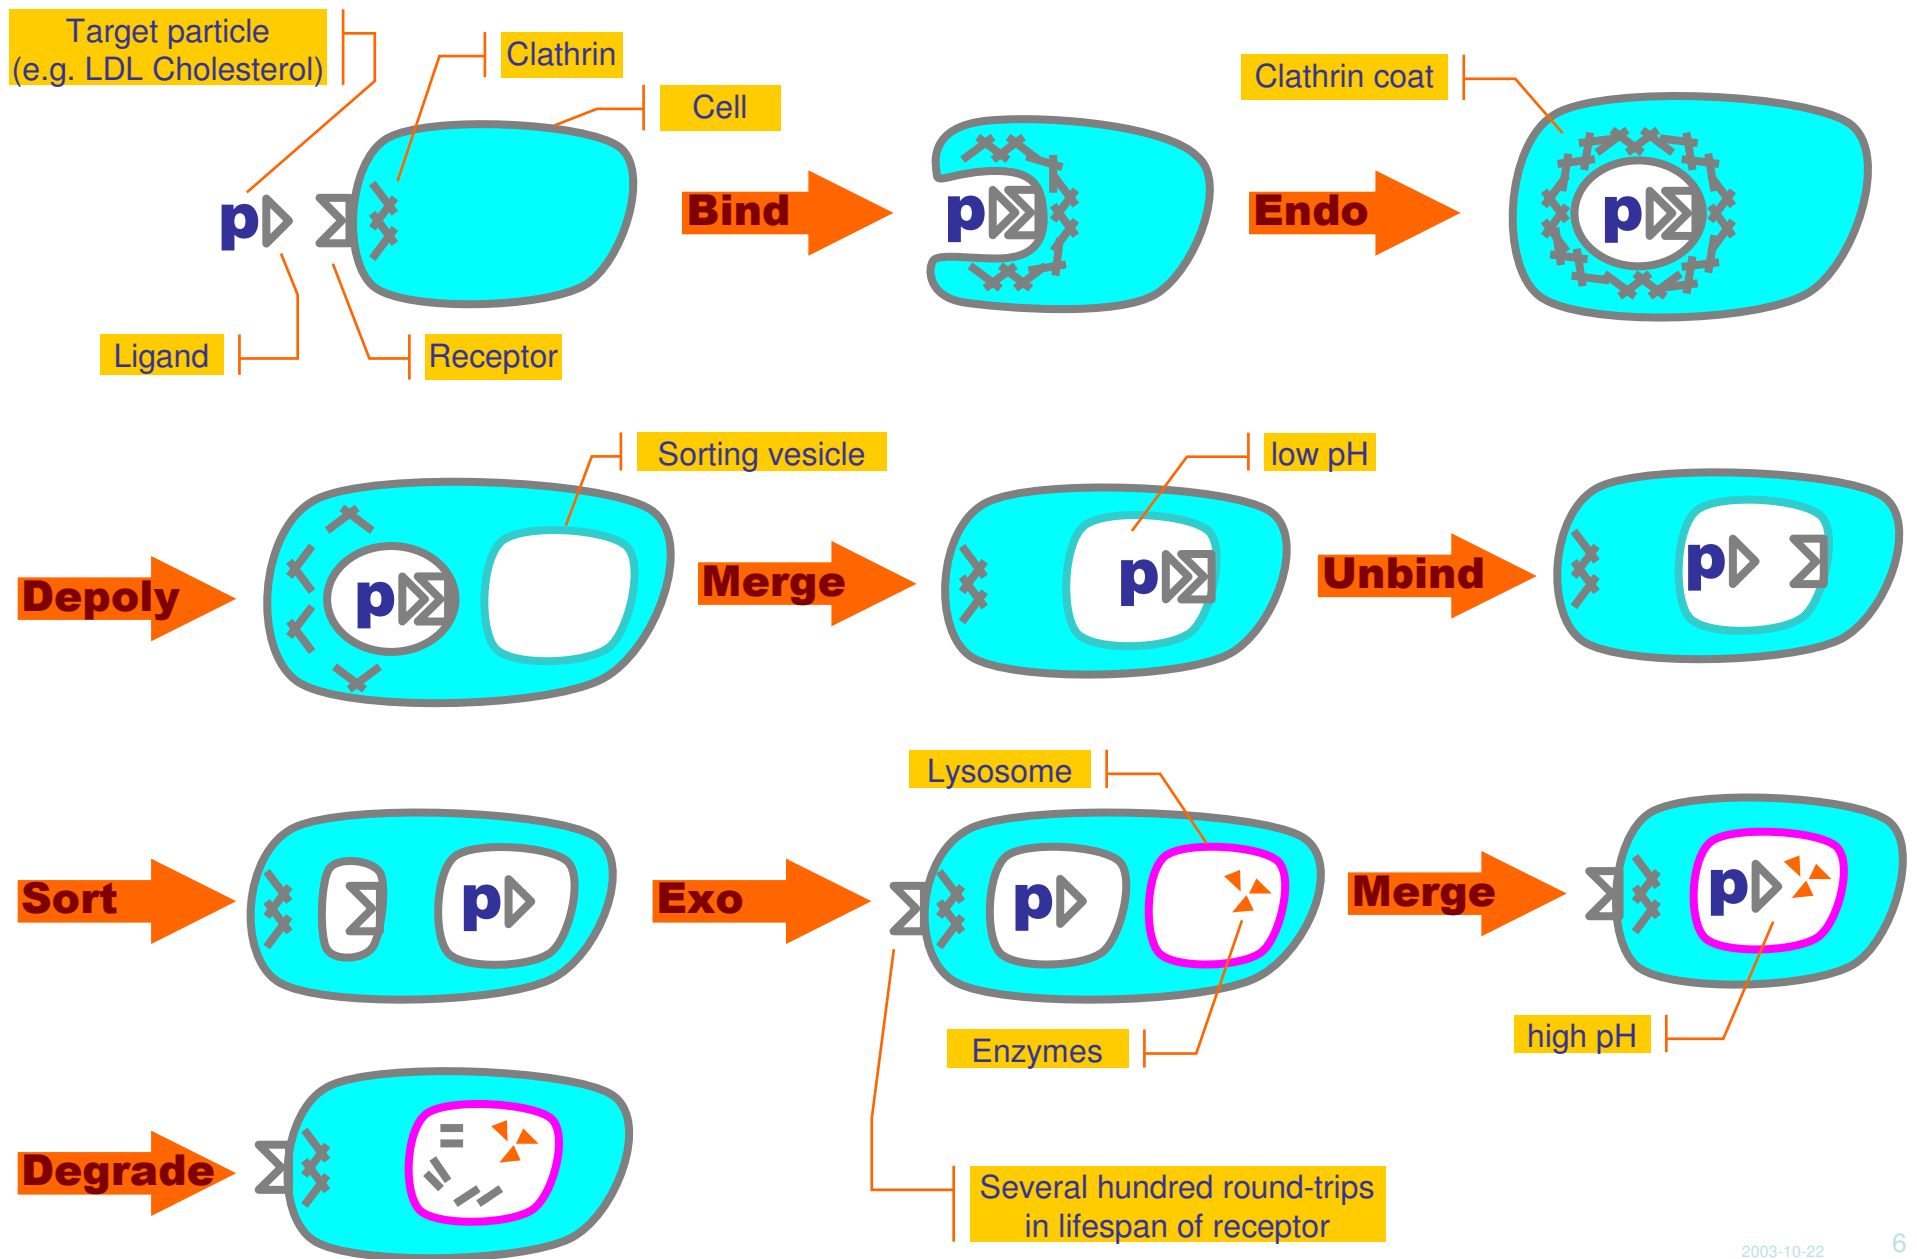 Target particle
(e.g. LDL Cholesterol)
Clathrin
Cell
Clathrin coat
p
Bind
p
Endo
p
Ligand
Receptor
Sorting vesicle
low pH
Depoly
p
Merge
p
Unbind
p
Lysosome
Sort
p
Exo
p
Merge
p
Enzymes
high pH
Degrade
Several hundred round-trips
in lifespan of receptor
2003-10-22
6